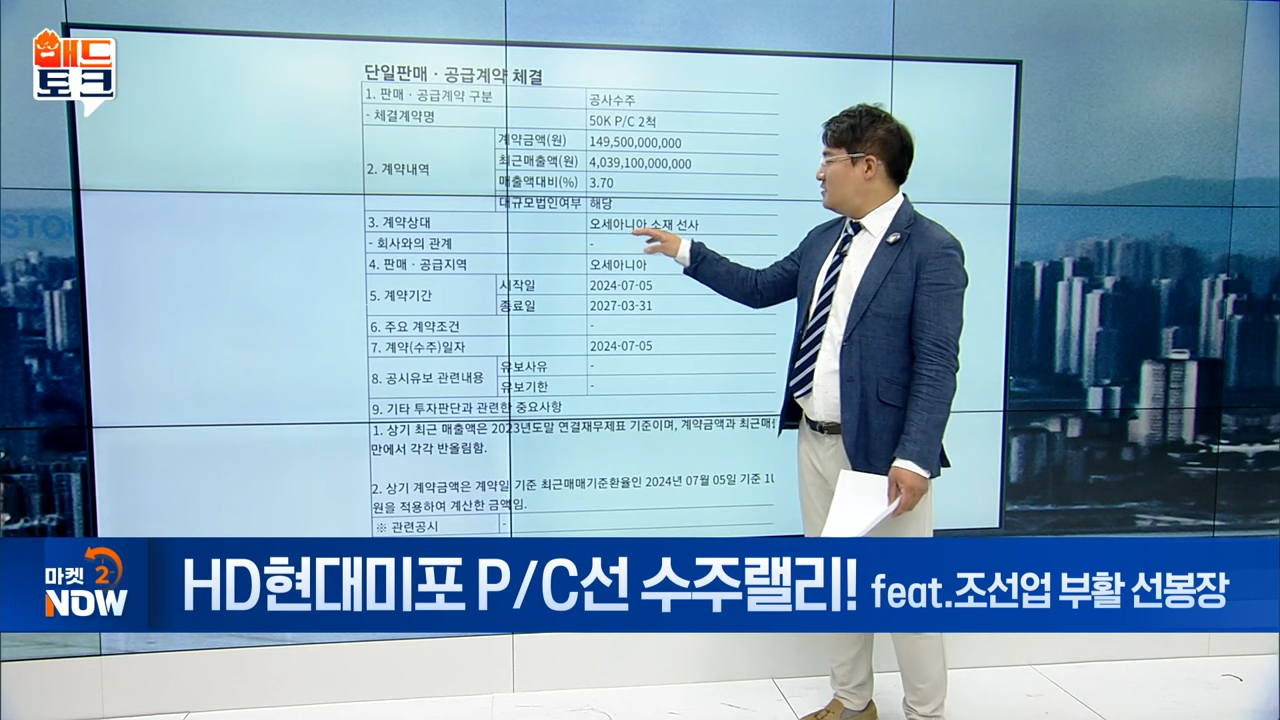 매드
토크
단일판매 · 공급계약 체결
1. 판매 · 공급계약 구분 공사수주
- 체결계약명 50K P/C 2척
2. 계약내역 계약금액(원) 149,500,000,000
최근매출액(원) 4,039,100,000,000
매출액대비(%) 3.70
대규모법인여부 해당
3. 계약상대 오세아니아 소재 선사
- 회사와의 관계 -
4. 판매 · 공급지역 오세아니아
5. 계약기간 시작일 2024-07-05
종료일 2027-03-31
6. 주요 계약조건 -
7. 계약(수주)일자 2024-07-05
8. 공시유보 관련내용 유보사유 -
유보기한 -
9. 기타 투자판단과 관련한 중요사항
1. 상기 최근 매출액은 2023년도말 연결재무제표 기준이며, 계약금액과 최근매
만에서 각각 반올림함.
2. 상기 계약금액은 계약일 기준 최근매매기준환율인 2024년 07월 05일 기준
원을 적용하여 계산한 금액임.
※ 관련공시 -
STO
마켓 2
NOW
HD현대미포 P/C선 수주랠리! feat.조선업 부활 선봉장